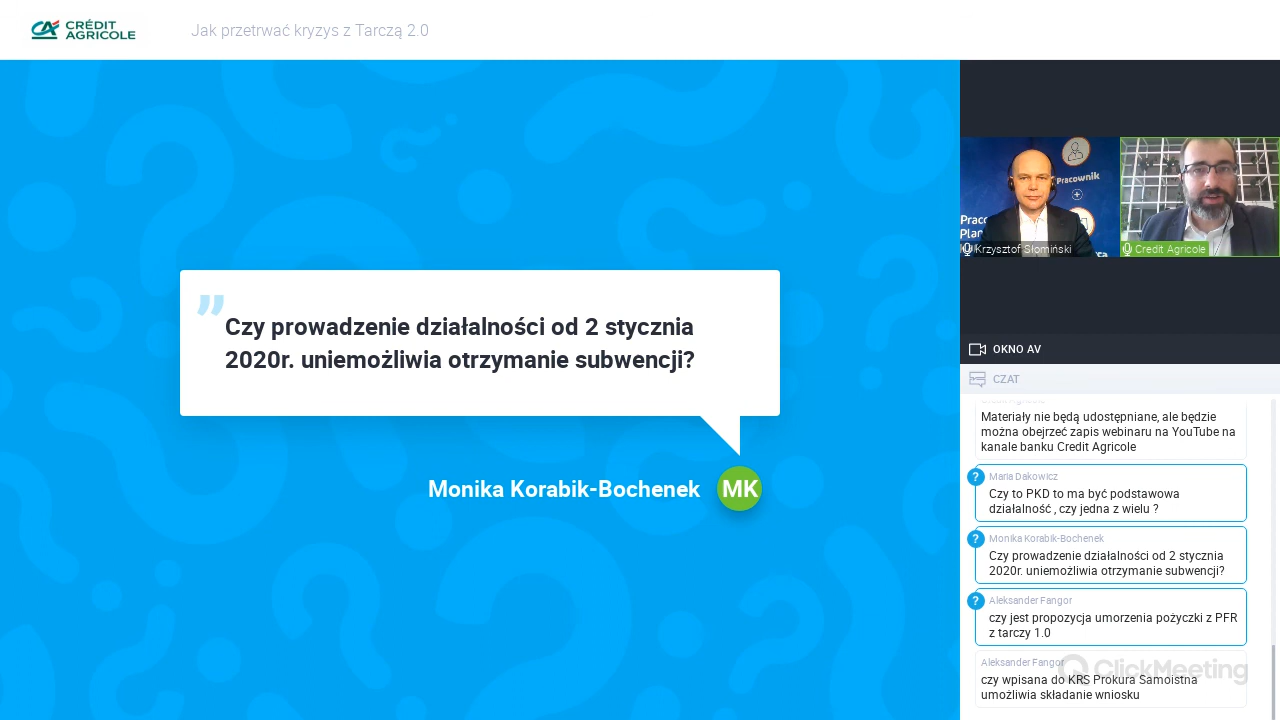 CRÉDIT
AGRICOLE
Jak przetrwać kryzys z Tarczą 2.0
”
Czy prowadzenie działalności od 2 stycznia
2020r. uniemożliwia otrzymanie subwencji?
Monika Korabik-Bochenek
MK
Pracownik
Krzysztof Słomiński
Credit Agricole
OKNO AV
CZAT
Materiały nie będą udostępniane, ale będzie
można obejrzeć zapis webinaru na YouTube na
kanale banku Credit Agricole
?
Maria Dakowicz
Czy to PKD to ma być podstawowa
działalność , czy jedna z wielu ?
?
Monika Korabik-Bochenek
Czy prowadzenie działalności od 2 stycznia
2020r. uniemożliwia otrzymanie subwencji?
?
Aleksander Fangor
czy jest propozycja umorzenia pożyczki z PFR
z tarczy 1.0
Aleksander Fangor
czy wpisana do KRS Prokura Samoistna
umożliwia składanie wniosku
ClickMeeting